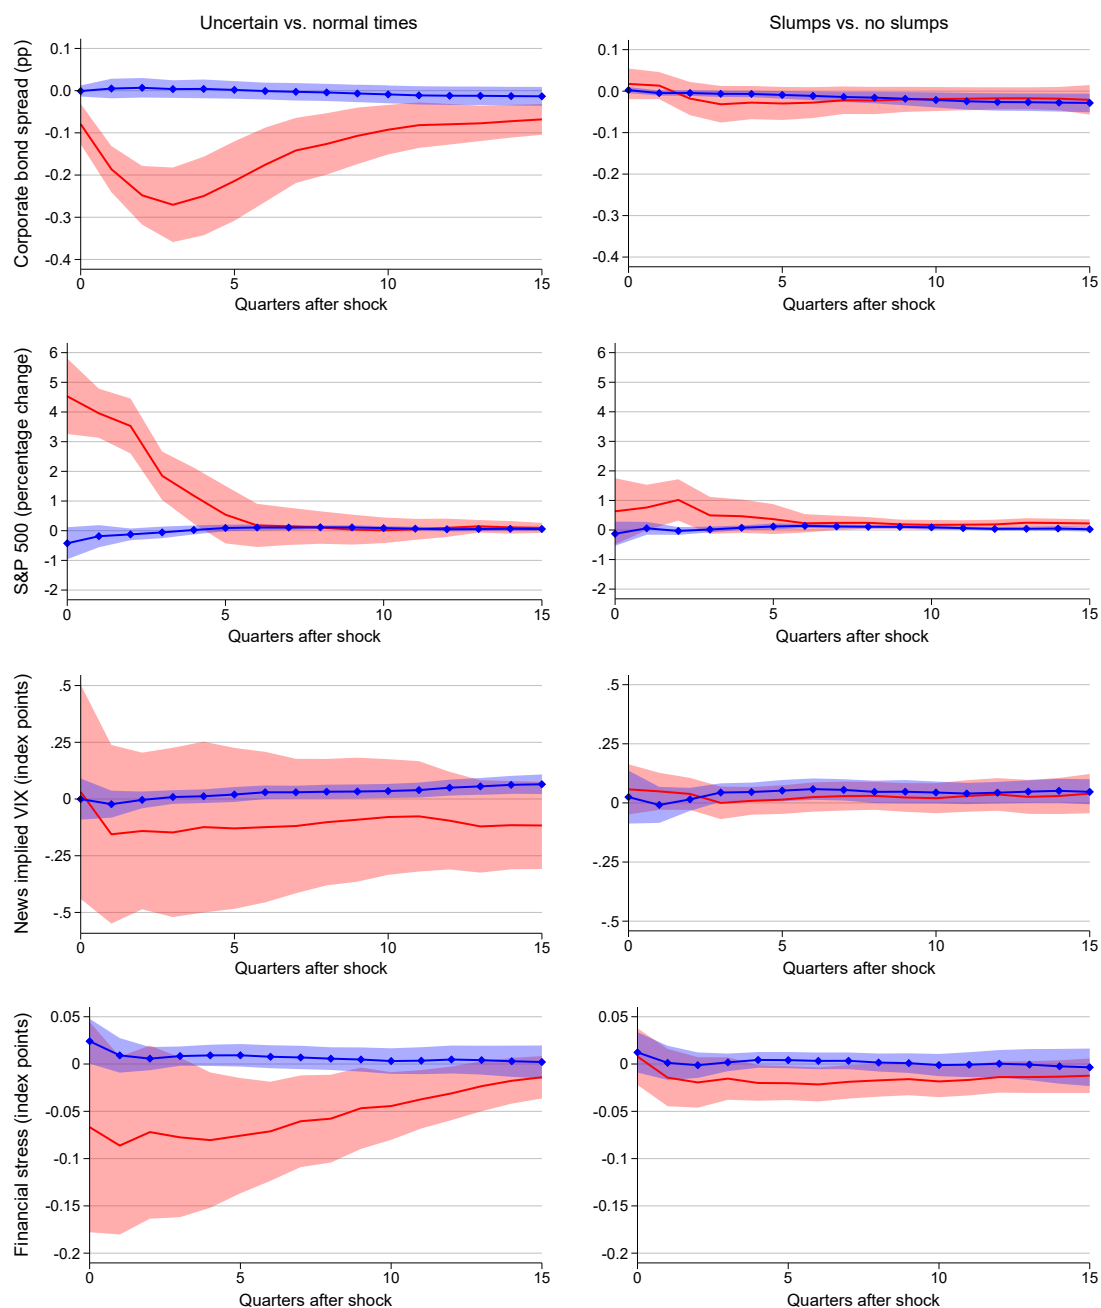 Uncertain vs. normal times
Slumps vs. no slumps
Corporate bond spread (pp)
0.1
0.0
-0.1
-0.2
-0.3
-0.4
0 5 10 15
Quarters after shock
0.1
0.0
-0.1
-0.2
-0.3
-0.4
0 5 10 15
Quarters after shock
S&P 500 (percentage change)
6
5
4
3
2
1
0
-1
-2
0 5 10 15
Quarters after shock
6
5
4
3
2
1
0
-1
-2
0 5 10 15
Quarters after shock
News implied VIX (index points)
.5
.25
0
-.25
-.5
0 5 10 15
Quarters after shock
.5
.25
0
-.25
-.5
0 5 10 15
Quarters after shock
Financial stress (index points)
0.05
0
-0.05
-0.1
-0.15
-0.2
0 5 10 15
Quarters after shock
0.05
0
-0.05
-0.1
-0.15
-0.2
0 5 10 15
Quarters after shock